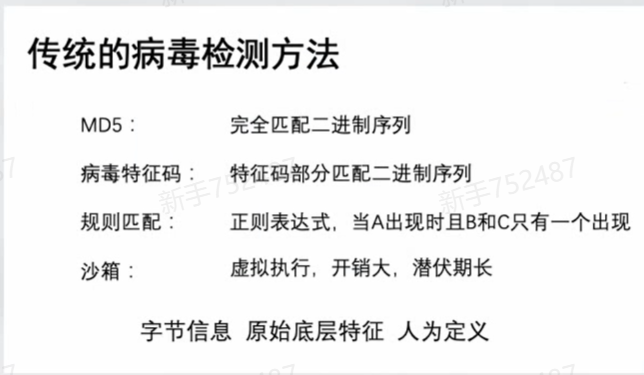 传统的病毒检测方法
MD5： 完全匹配二进制序列
病毒特征码： 特征码部分匹配二进制序列
规则匹配： 正则表达式，当A出现时且B和C只有一个出现
沙箱： 虚拟执行，开销大，潜伏期长
字节信息 原始底层特征 人为定义
新手752487
新手752487